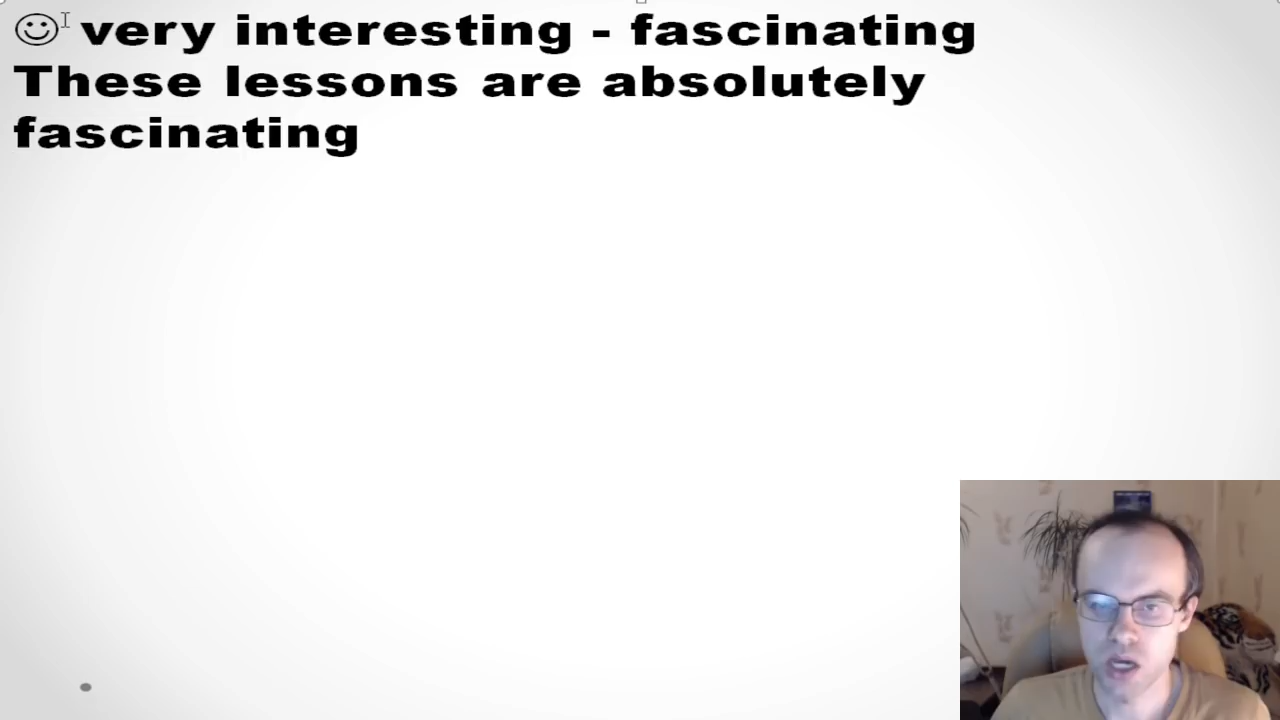 ☺ very interesting - fascinating
These lessons are absolutely
fascinating